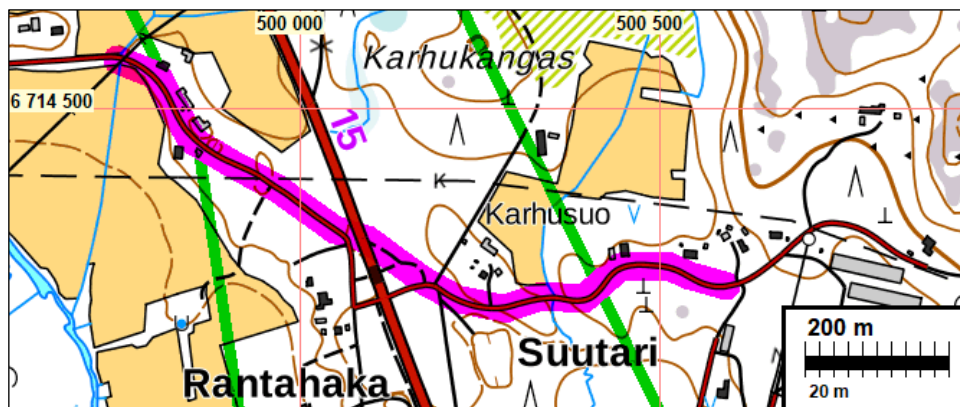 500 000
500 500
Karhukangas
6 714 500
15
K
Karhusuo
V
200 m
20 m
Suutari
Rantahaka